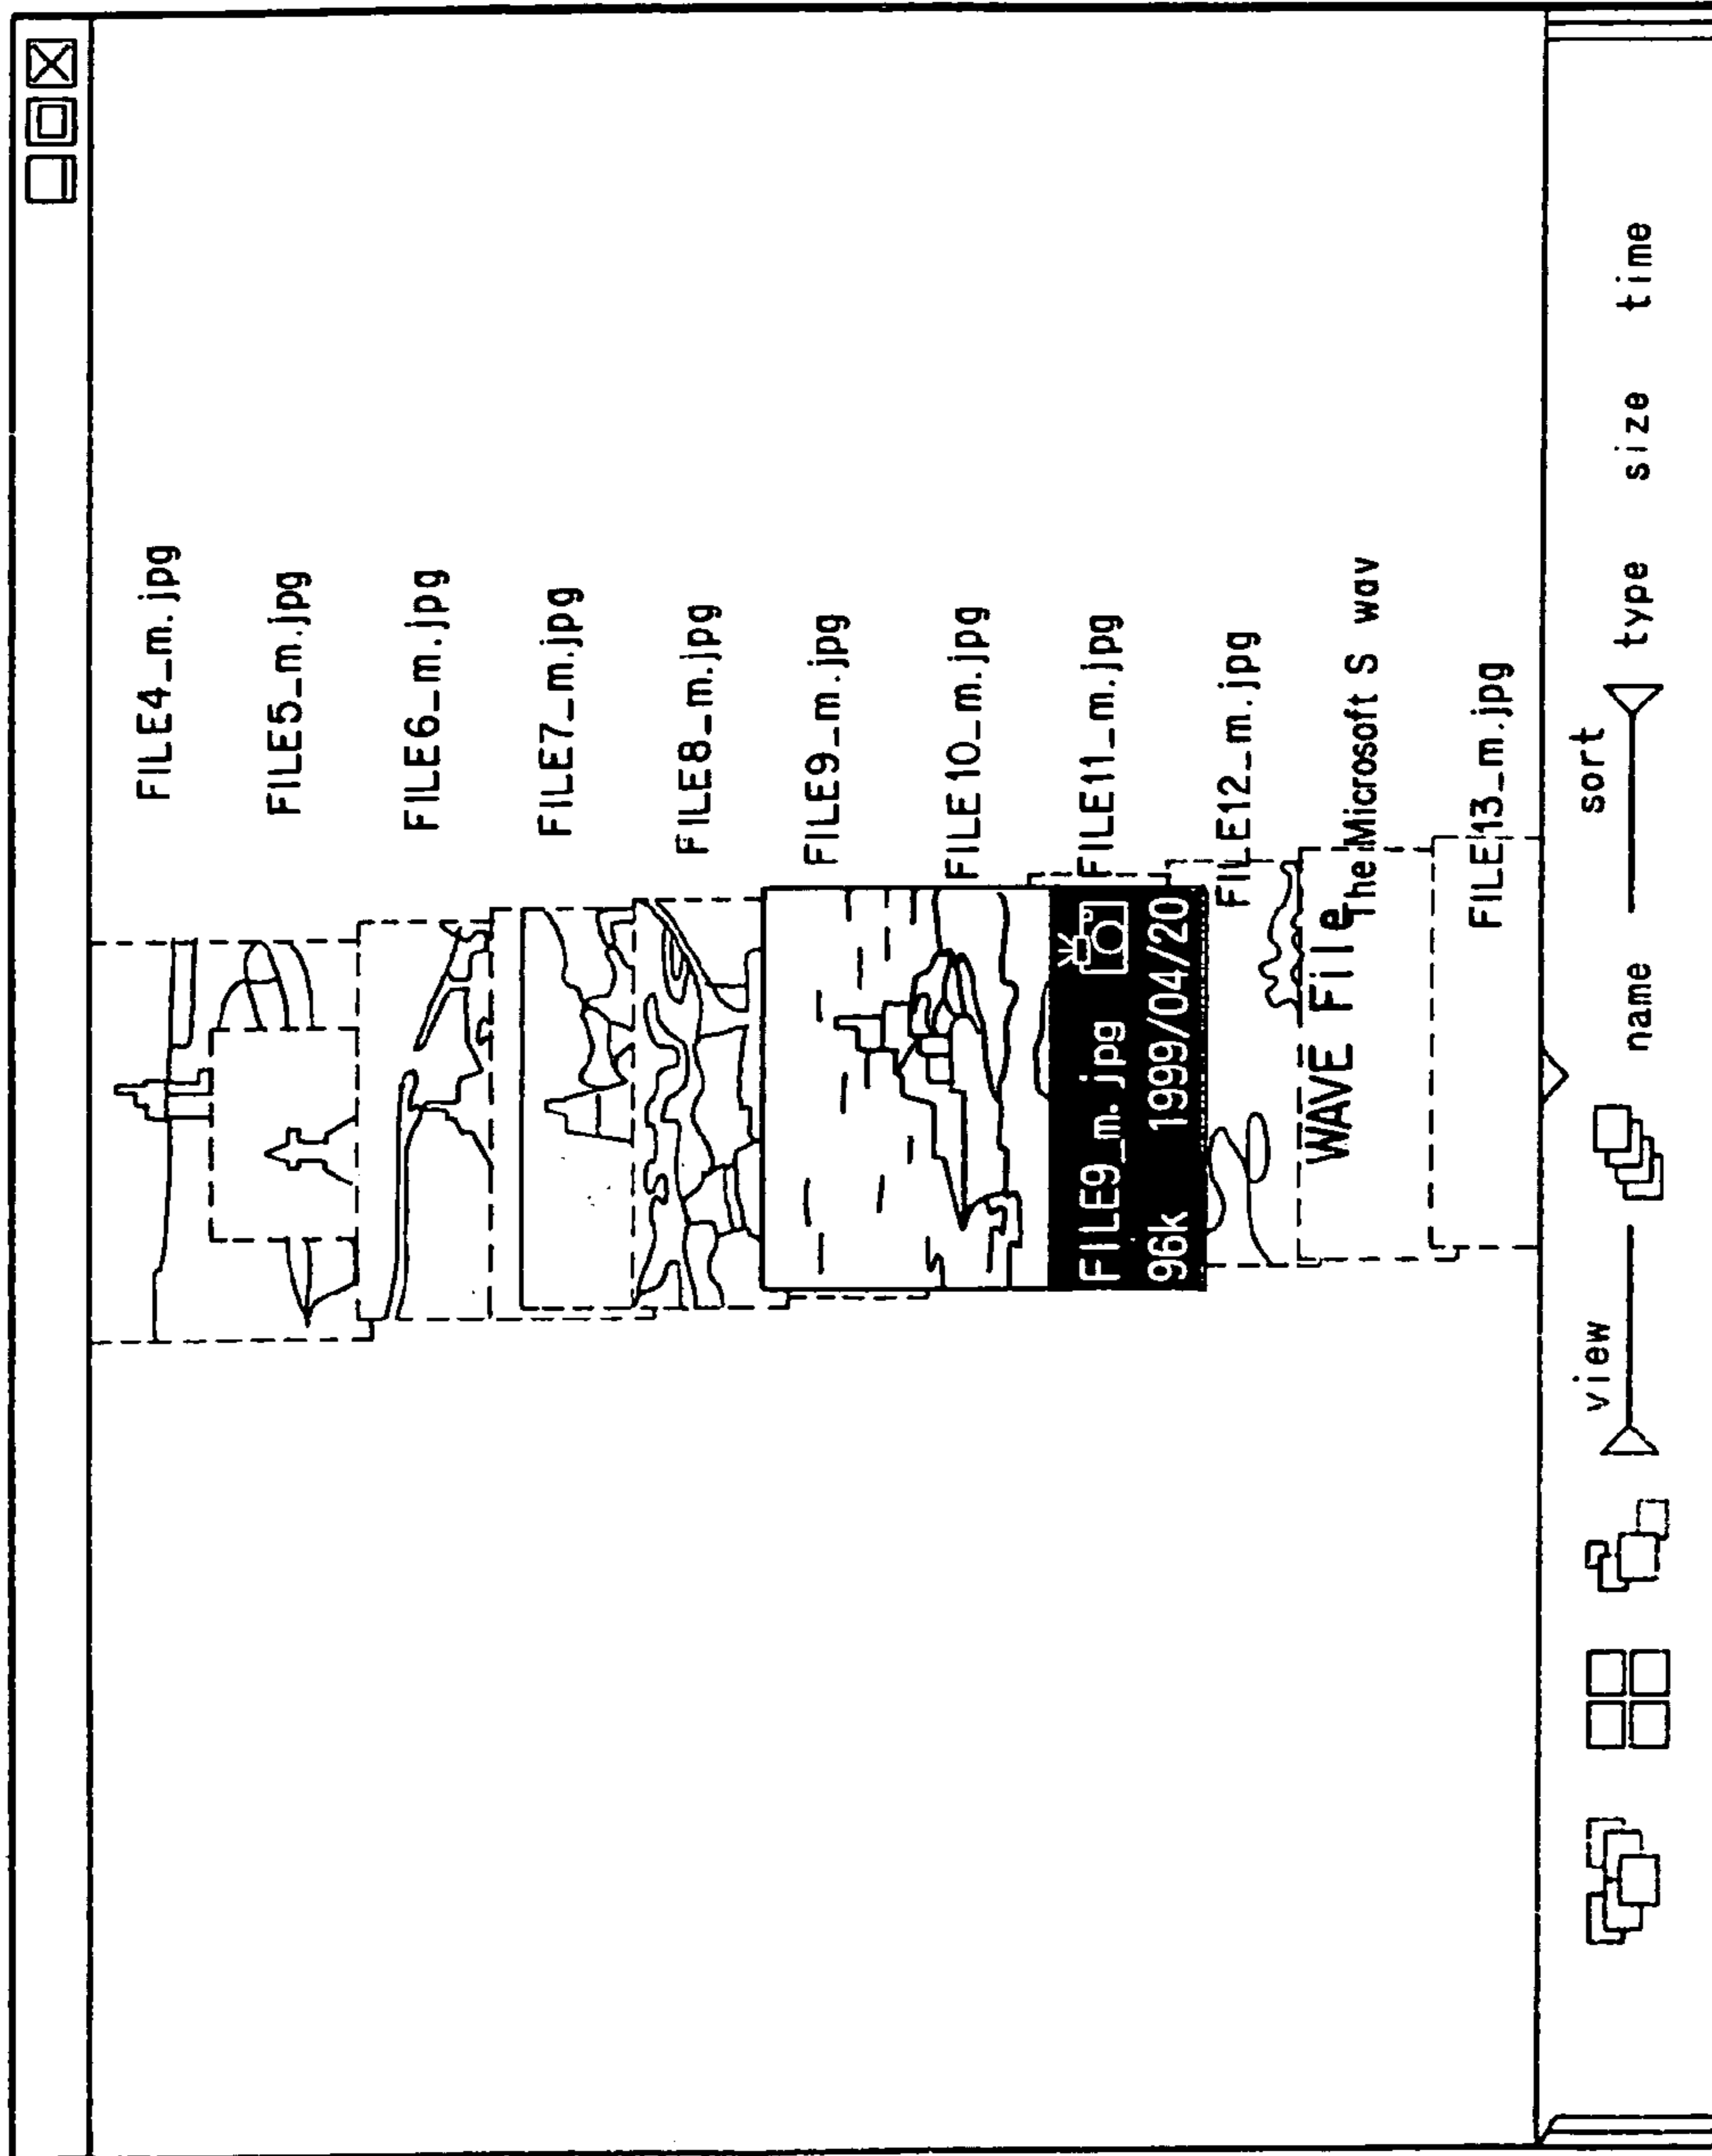 FILE4_m.jpg
FILE5_m.jpg
FILE6_m.jpg
FILE7_m.jpg
FILE8_m.jpg
FILE9_m.jpg
FILE10_m.jpg
FILE11_m.jpg
FILE9_m.jpg
96k 1999/04/20
FILE12_m.jpg
WAVE File
The Microsoft S wav
FILE13_m.jpg
view sort
name type size time